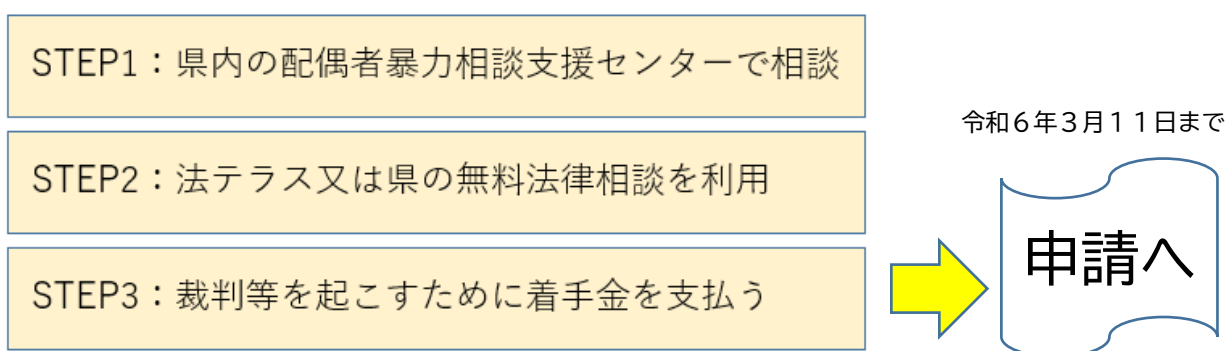 STEP1：県内の配偶者暴力相談支援センターで相談
STEP2：法テラス又は県の無料法律相談を利用
STEP3：裁判等を起こすために着手金を支払う
令和６年３月１１日まで
申請へ